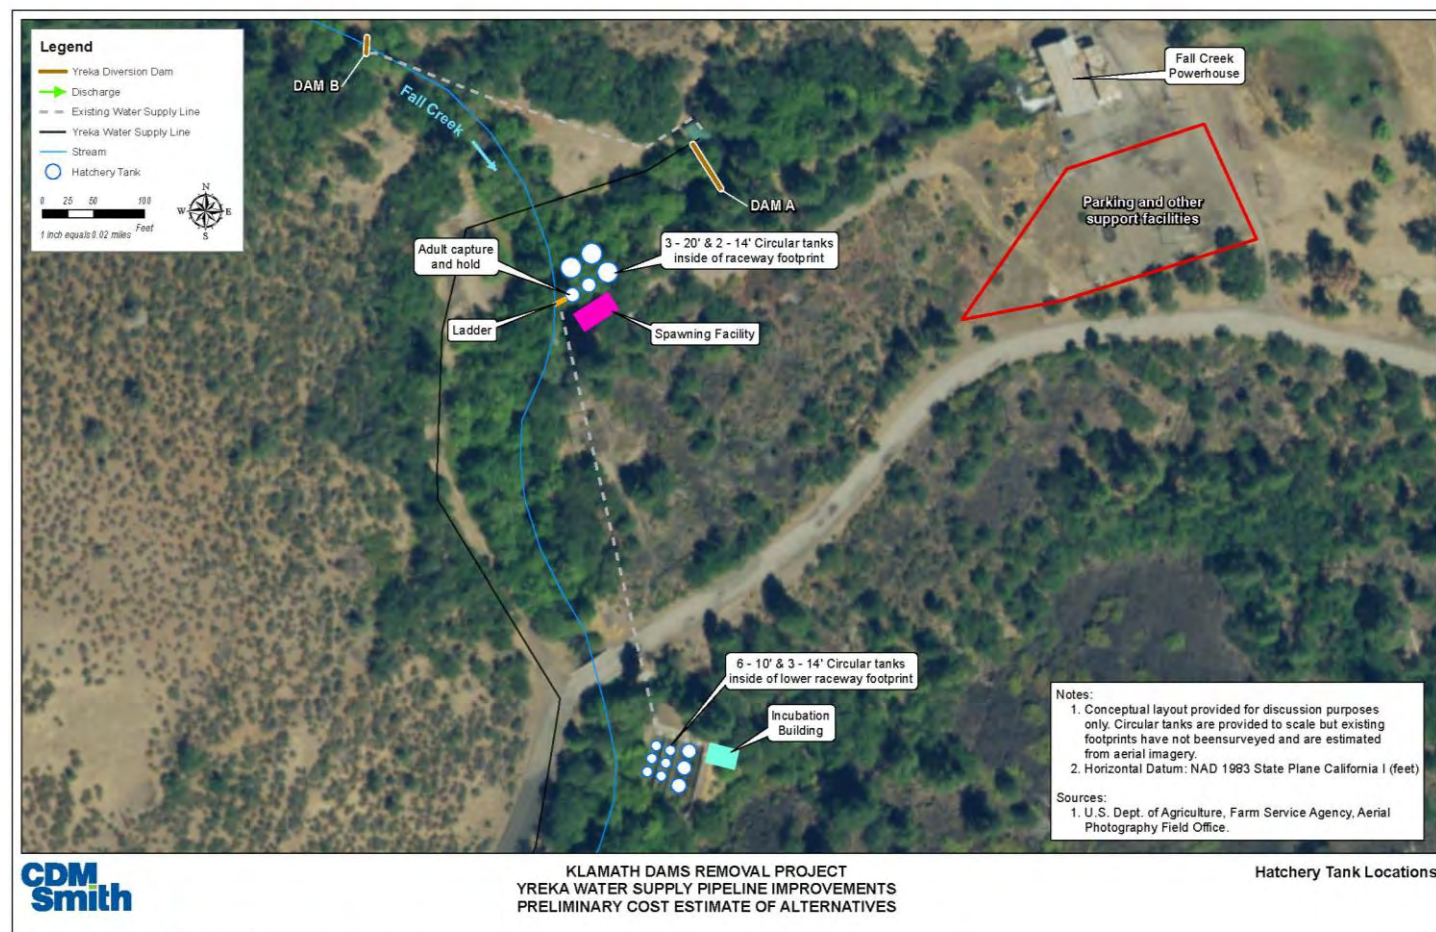 Legend
Yreka Diversion Dam
Discharge
Existing Water Supply Line
Yreka Water Supply Line
Stream
Hatchery Tank
0 25 50 100
Feet
1 inch equals 0.02 miles
N
W E
S
DAM B
Fall Creek
DAM A
Fall Creek
Powerhouse
Parking and other
support facilities
Adult capture
and hold
3 - 20' & 2 - 14' Circular tanks
inside of raceway footprint
Ladder
Spawning Facility
6 - 10' & 3 - 14' Circular tanks
inside of lower raceway footprint
Incubation
Building
Notes:
1. Conceptual layout provided for discussion purposes
only. Circular tanks are provided to scale but existing
footprints have not beensurveyed and are estimated
from aerial imagery.
2. Horizontal Datum: NAD 1983 State Plane California I (feet)
Sources:
1. U.S. Dept. of Agriculture, Farm Service Agency, Aerial
Photography Field Office.
CDM
Smith
KLAMATH DAMS REMOVAL PROJECT
YREKA WATER SUPPLY PIPELINE IMPROVEMENTS
PRELIMINARY COST ESTIMATE OF ALTERNATIVES
Hatchery Tank Locations